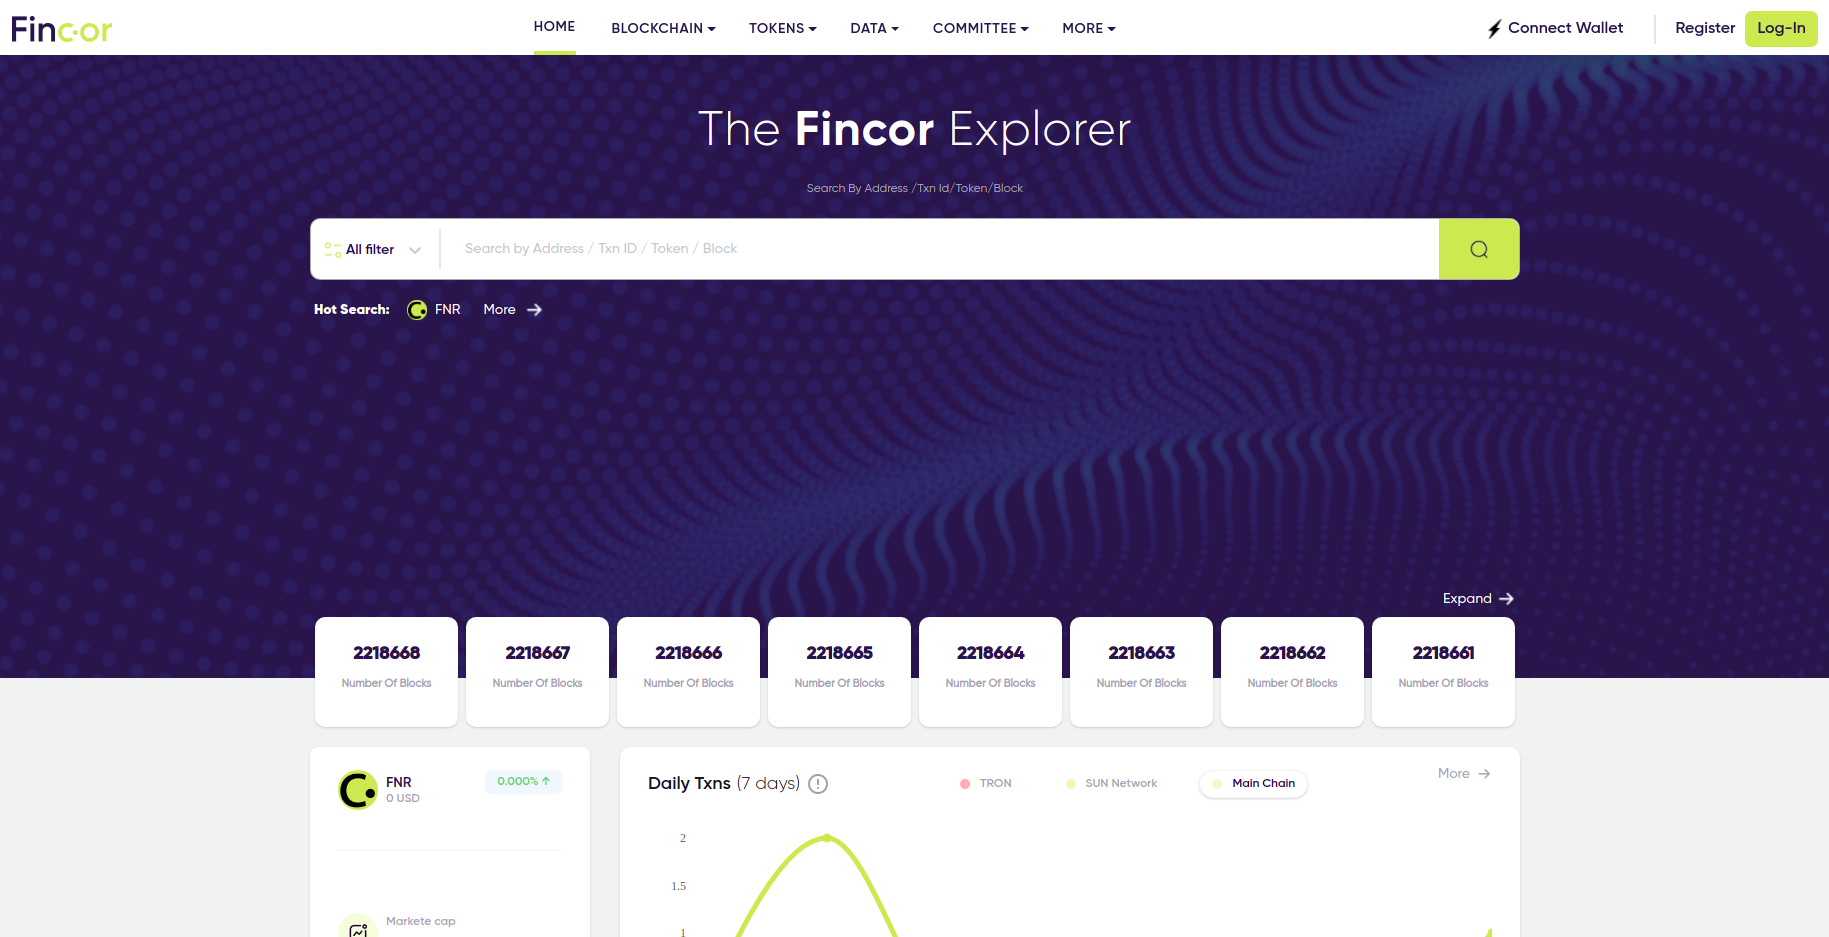 Fincor
HOME BLOCKCHAIN TOKENS DATA COMMITTEE MORE
Connect Wallet Register Log-In
The Fincor Explorer
Search By Address /Txn Id/Token/Block
All filter Search by Address / Txn ID / Token / Block
Hot Search: FNR More
Expand
2218668 2218667 2218666 2218665 2218664 2218663 2218662 2218661
Number Of Blocks Number Of Blocks Number Of Blocks Number Of Blocks Number Of Blocks Number Of Blocks Number Of Blocks Number Of Blocks
FNR
0 USD
0.000% ↑
Markete cap
Daily Txns (7 days)
TRON SUN Network Main Chain
More
2
1.5
1